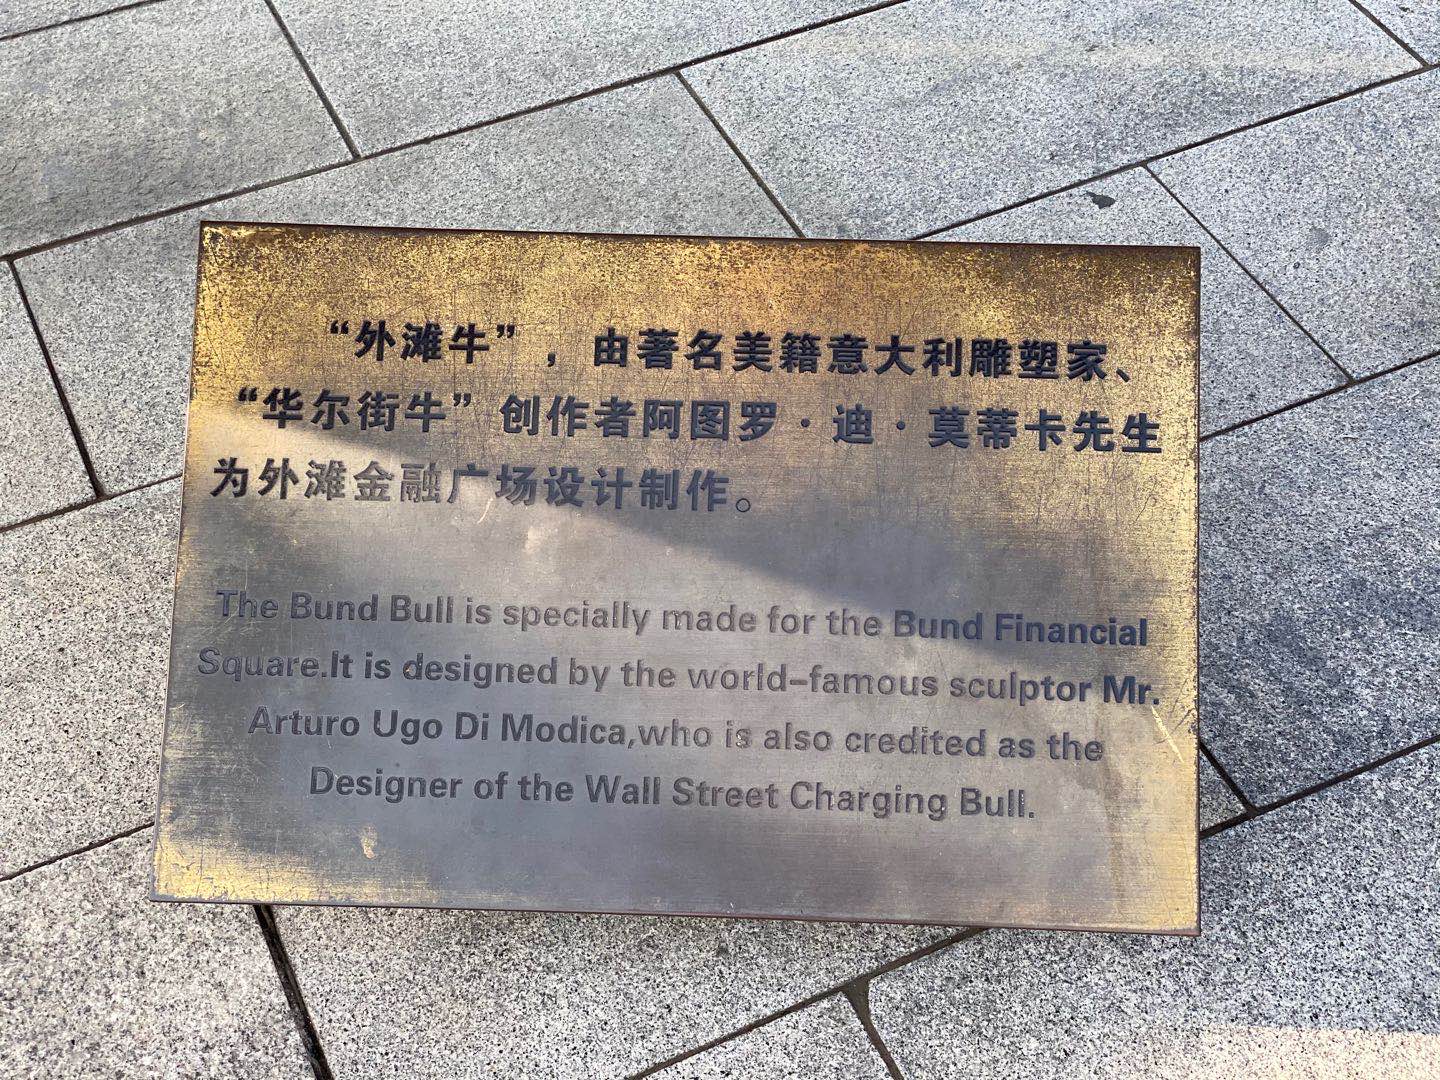 “外滩牛”，由著名美籍意大利雕塑家、
“华尔街牛”创作者阿图罗·迪·莫蒂卡先生
为外滩金融广场设计制作。
The Bund Bull is specially made for the Bund Financial
Square.It is designed by the world-famous sculptor Mr.
Arturo Ugo Di Modica,who is also credited as the
Designer of the Wall Street Charging Bull.